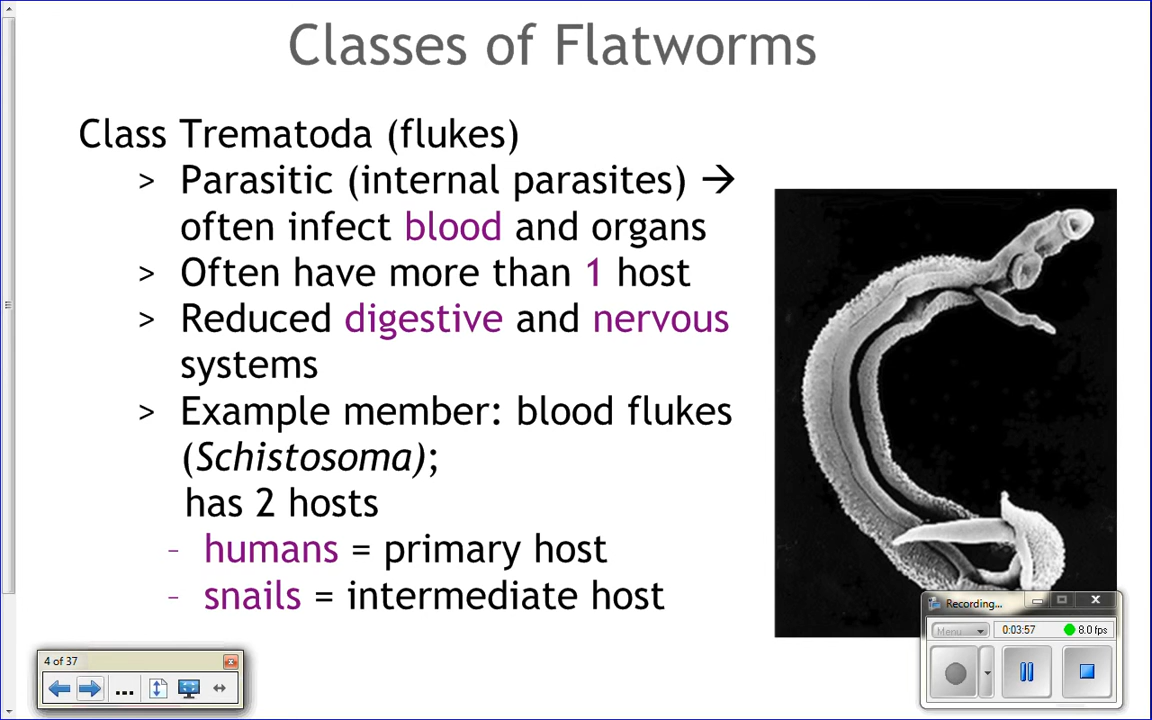 Classes of Flatworms
Class Trematoda (flukes)
> Parasitic (internal parasites) →
often infect blood and organs
> Often have more than 1 host
> Reduced digestive and nervous
systems
> Example member: blood flukes
(Schistosoma);
has 2 hosts
– humans = primary host
– snails = intermediate host
Recording...
Menu
0:03:57
8.0 fps
4 of 37
...